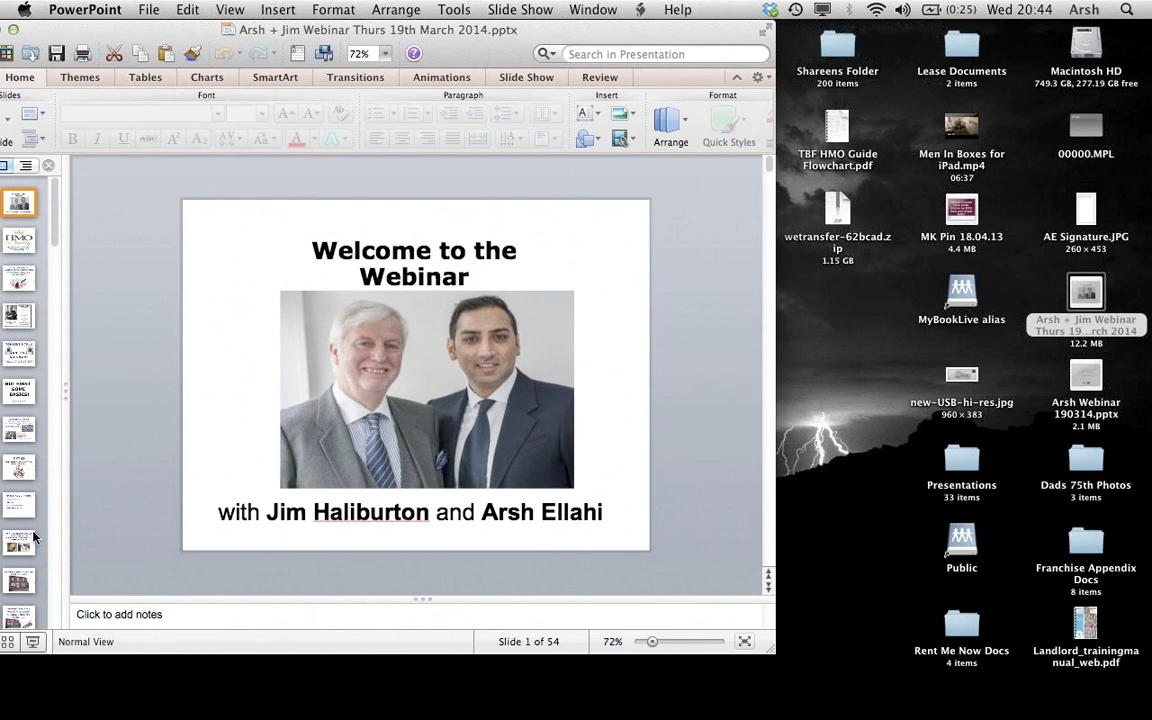 PowerPoint File Edit View Insert Format Arrange Tools Slide Show Window Help (0:25) Wed 20:44 Arsh
Arsh + Jim Webinar Thurs 19th March 2014.pptx
72% Search in Presentation
Home Themes Tables Charts SmartArt Transitions Animations Slide Show Review
Slides Font Paragraph Insert Format
Arrange Quick Styles
Welcome to the
Webinar
with Jim Haliburton and Arsh Ellahi
Click to add notes
Normal View Slide 1 of 54 72%
Shareens Folder
200 items
Lease Documents
2 items
Macintosh HD
749.3 GB, 277.19 GB free
TBF HMO Guide
Flowchart.pdf
Men In Boxes for
iPad.mp4
06:37
00000.MPL
wetransfer-62bcad.z
ip
1.15 GB
MK Pin 18.04.13
4.4 MB
AE Signature.JPG
260 × 453
MyBookLive alias
Arsh + Jim Webinar
Thurs 19...rch 2014
12.2 MB
new-USB-hi-res.jpg
960 × 383
Arsh Webinar
190314.pptx
2.1 MB
Presentations
33 items
Dads 75th Photos
3 items
Public
Franchise Appendix
Docs
8 items
Rent Me Now Docs
4 items
Landlord_trainingma
nual_web.pdf